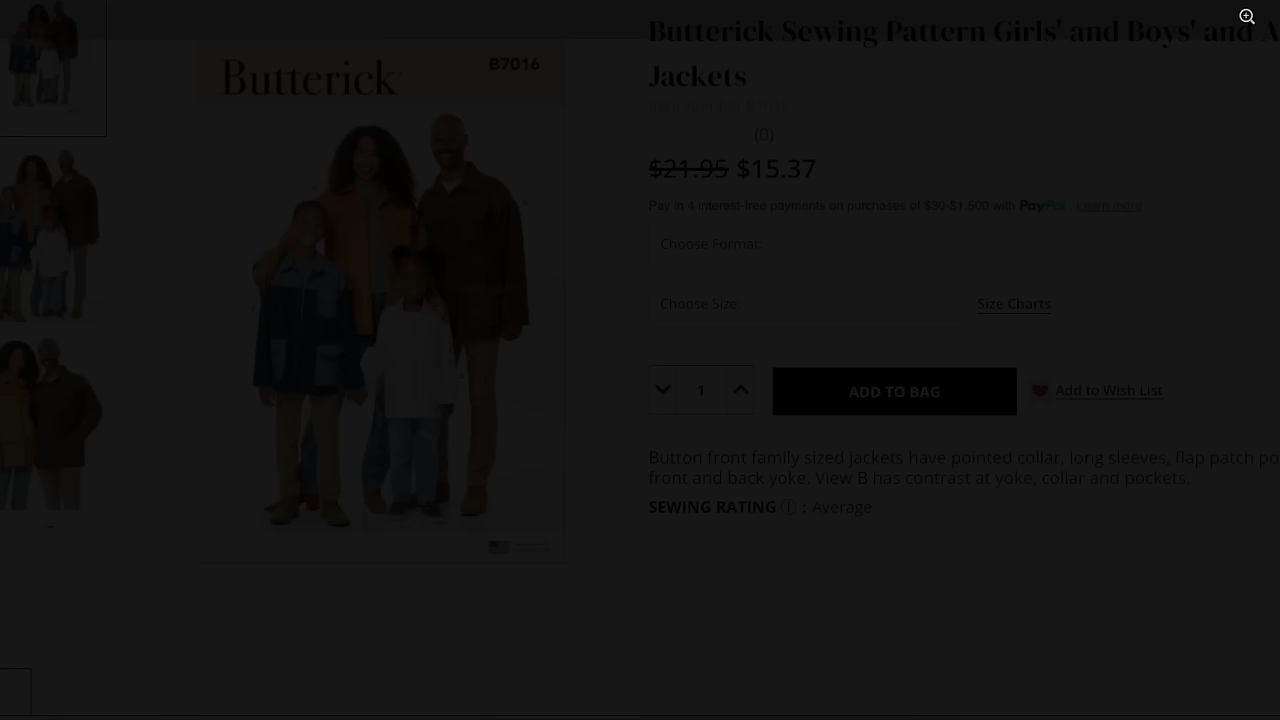 Butterick Sewing Pattern Girls' and Boys' and
Jackets
(0)
$21.95 $15.37
Pay in 4 interest-free payments on purchases of $30-$1,500 with PayPal Learn more
Choose Format:
Choose Size:
Size Charts
1
ADD TO BAG
Add to Wish List
Button front family sized jackets have pointed collar, long sleeves, flap patch
front and back yoke. View B has contrast at yoke, collar and pockets.
SEWING RATING ⓘ : Average
Butterick
B7016